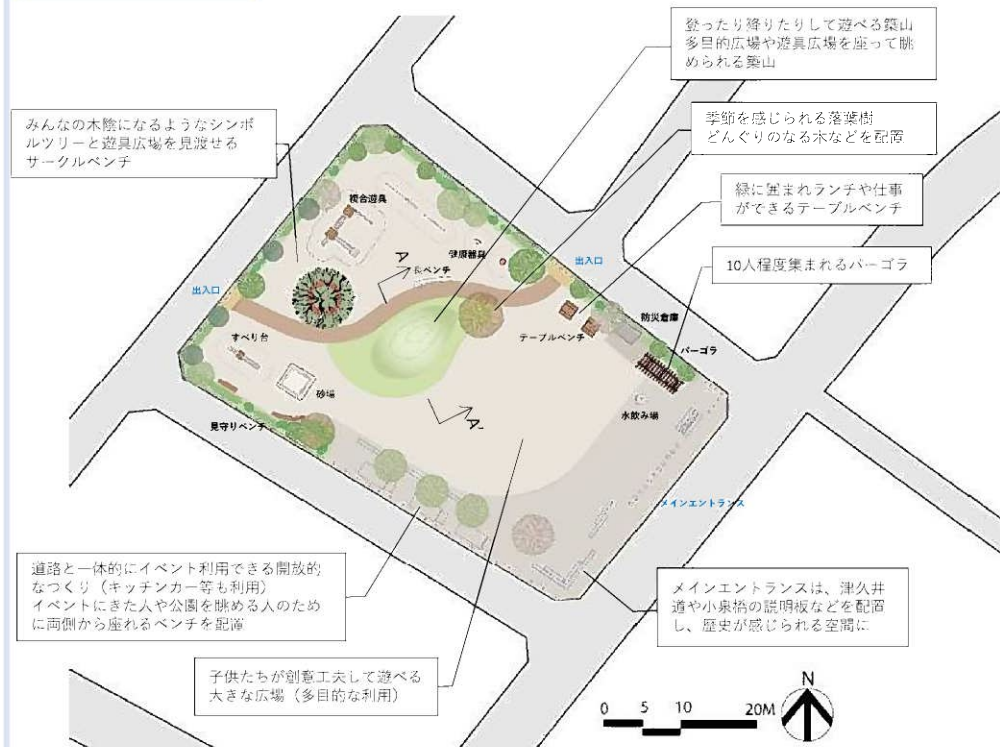 登ったり降りたりして遊べる築山
多目的広場や遊具広場を座って眺
められる築山
みんなの木陰になるようなシンボ
ルツリーと遊具広場を見渡せる
サークルベンチ
季節を感じられる落葉樹
どんぐりのなる木などを配置
緑に囲まれランチや仕事
ができるテーブルベンチ
10人程度集まれるパーゴラ
複合遊具
健康器具
A
ベンチ
出入口
出入口
防災倉庫
テーブルベンチ
パーゴラ
すべり台
砂場
水飲み場
見守りベンチ
A'
メインエントランス
道路と一体的にイベント利用できる開放的
なつくり（キッチンカー等も利用）
イベントにきた人や公園を眺める人のため
に両側から座れるベンチを配置
メインエントランスは、津久井
道や小泉橋の説明板などを配置
し、歴史が感じられる空間に
子供たちが創意工夫して遊べる
大きな広場（多目的な利用）
N
0 5 10 20M